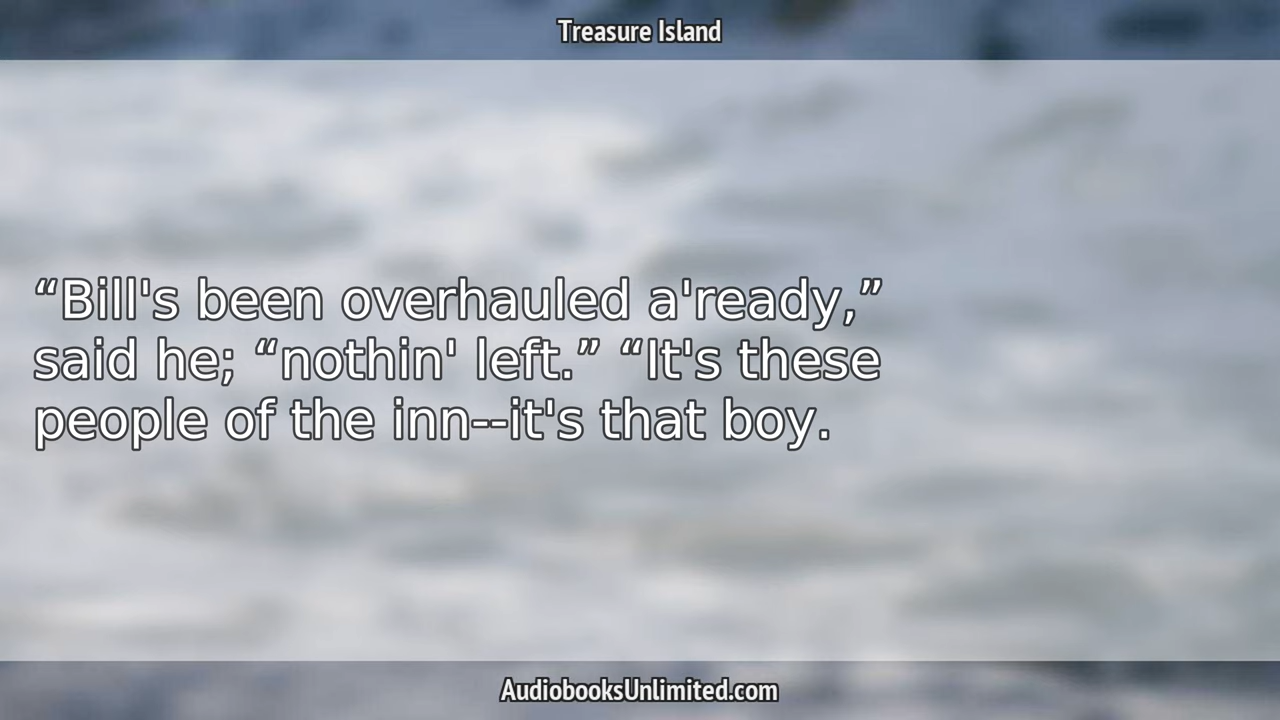 Treasure Island
“Bill's been overhauled a'ready,”
said he; “nothin' left.” “It's these
people of the inn--it's that boy.
AudiobooksUnlimited.com